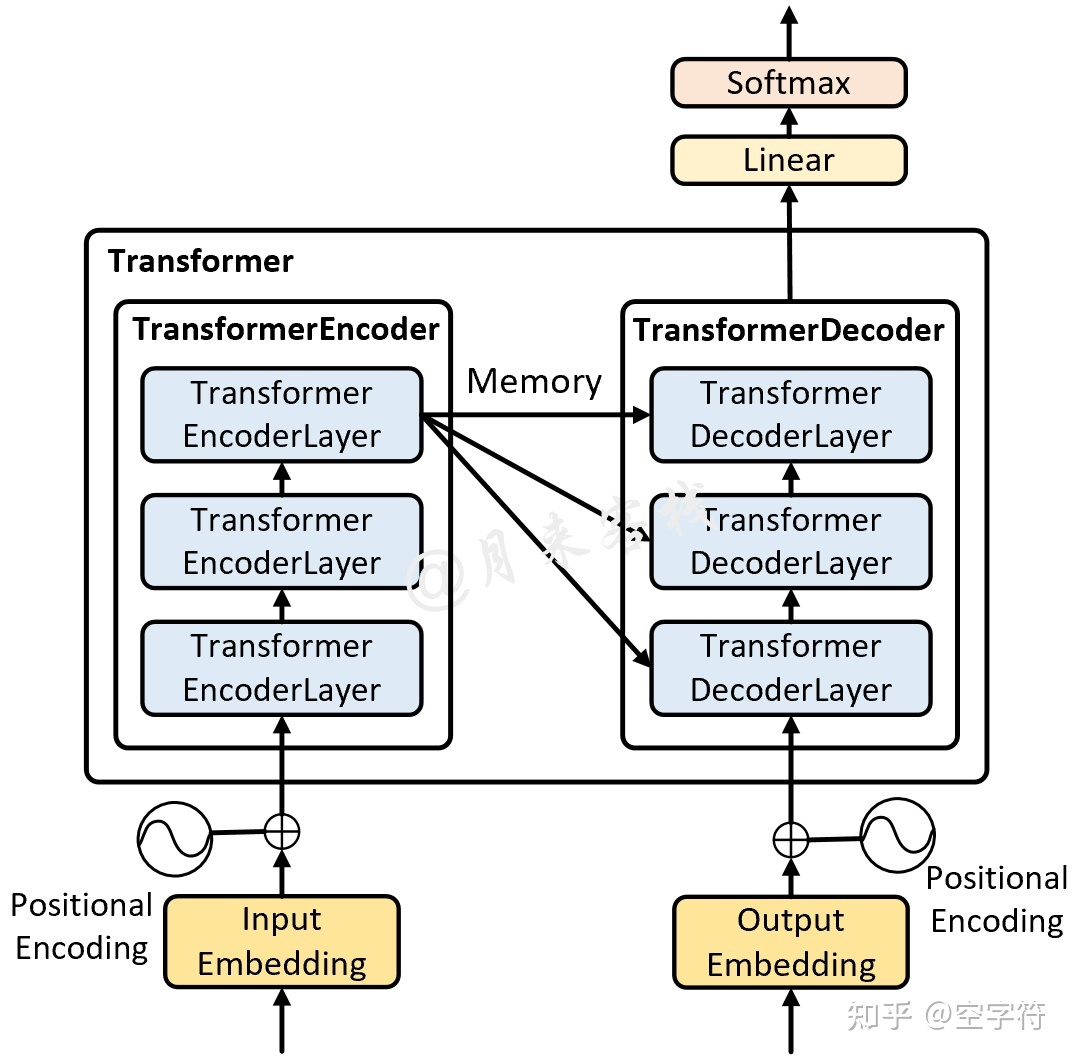 Softmax
Linear
Transformer
TransformerEncoder
TransformerDecoder
Transformer
EncoderLayer
Memory
Transformer
DecoderLayer
Transformer
EncoderLayer
Transformer
DecoderLayer
Transformer
EncoderLayer
Transformer
DecoderLayer
@月来客栈
Positional
Encoding
Input
Embedding
Output
Embedding
Positional
Encoding
知乎 @空字符